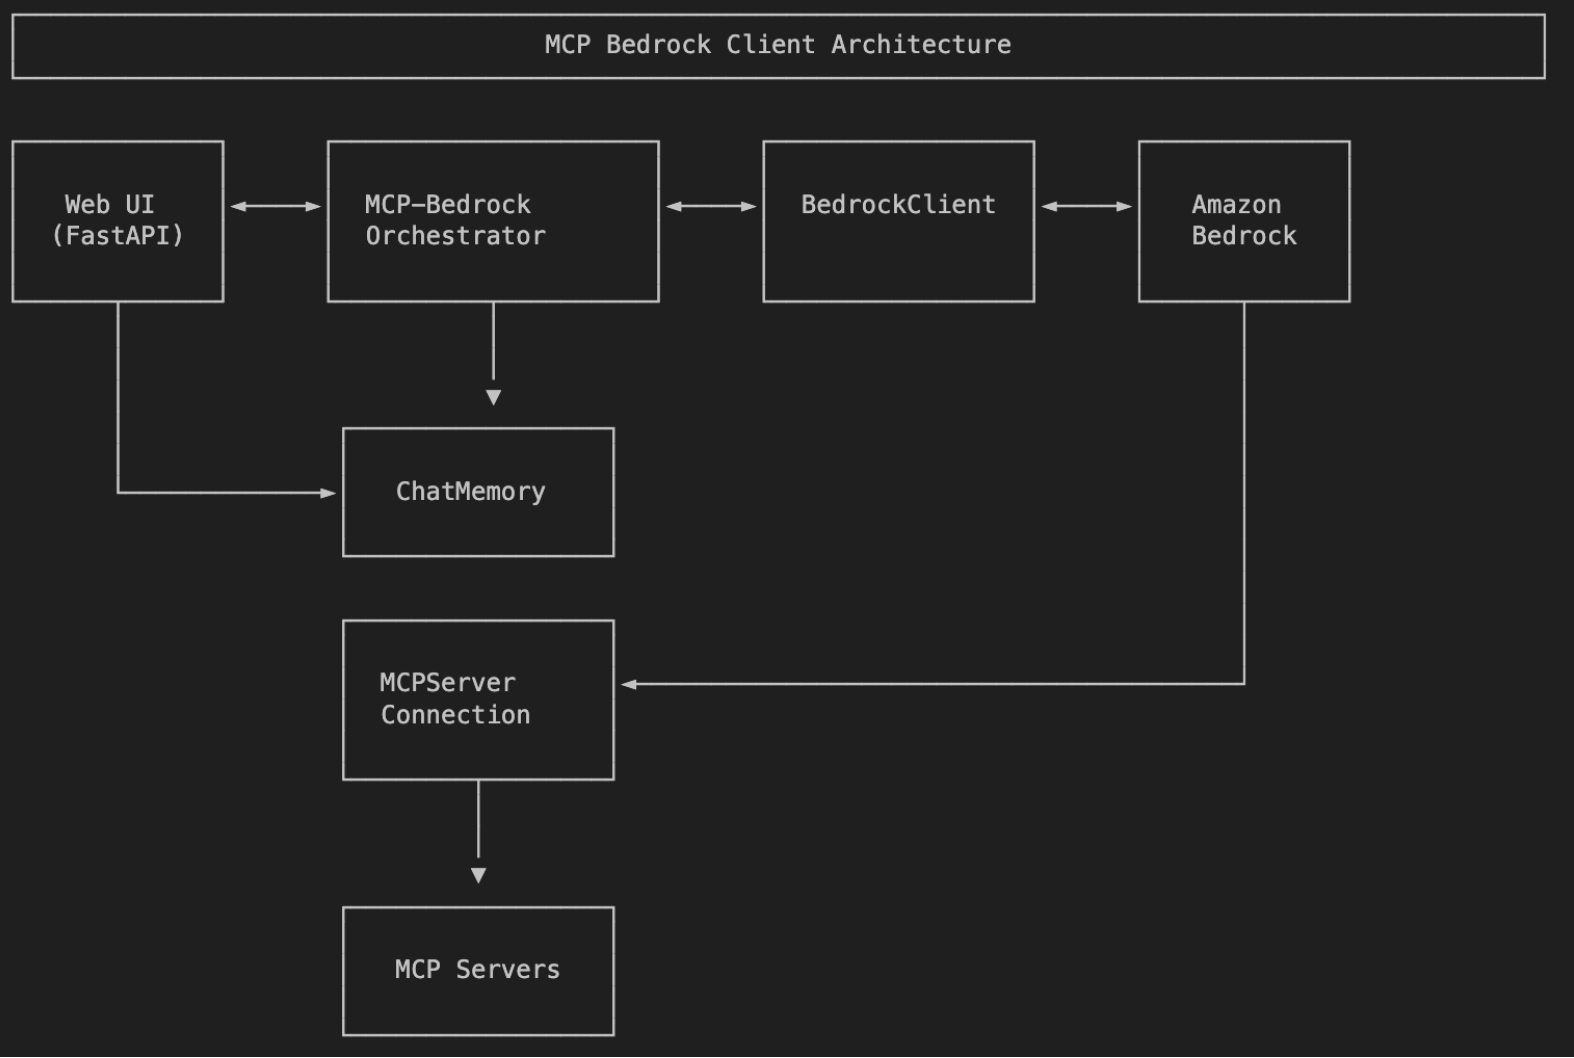 MCP Bedrock Client Architecture
Web UI
(FastAPI)
MCP-Bedrock
Orchestrator
BedrockClient
Amazon
Bedrock
ChatMemory
MCPServer
Connection
MCP Servers